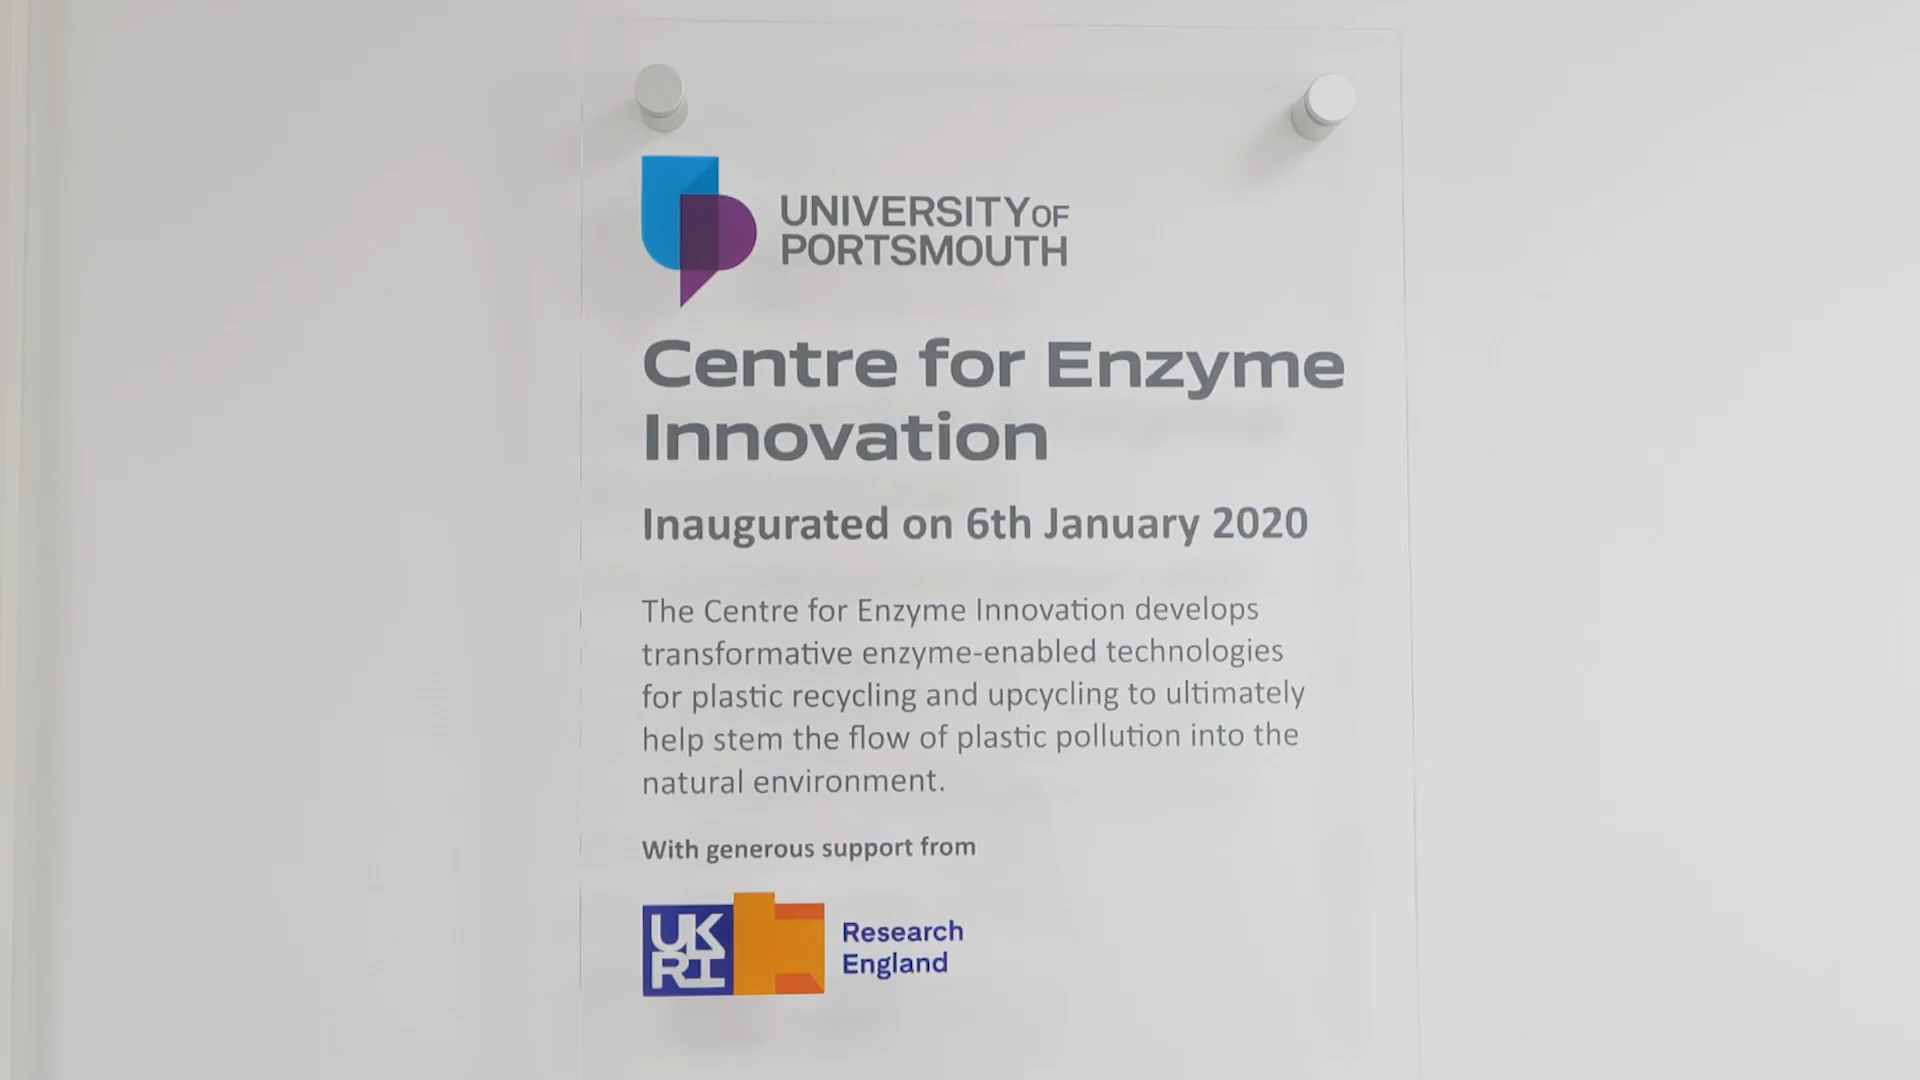 UNIVERSITY OF
PORTSMOUTH
Centre for Enzyme
Innovation
Inaugurated on 6th January 2020
The Centre for Enzyme Innovation develops
transformative enzyme-enabled technologies
for plastic recycling and upcycling to ultimately
help stem the flow of plastic pollution into the
natural environment.
With generous support from
UK
RI
Research
England